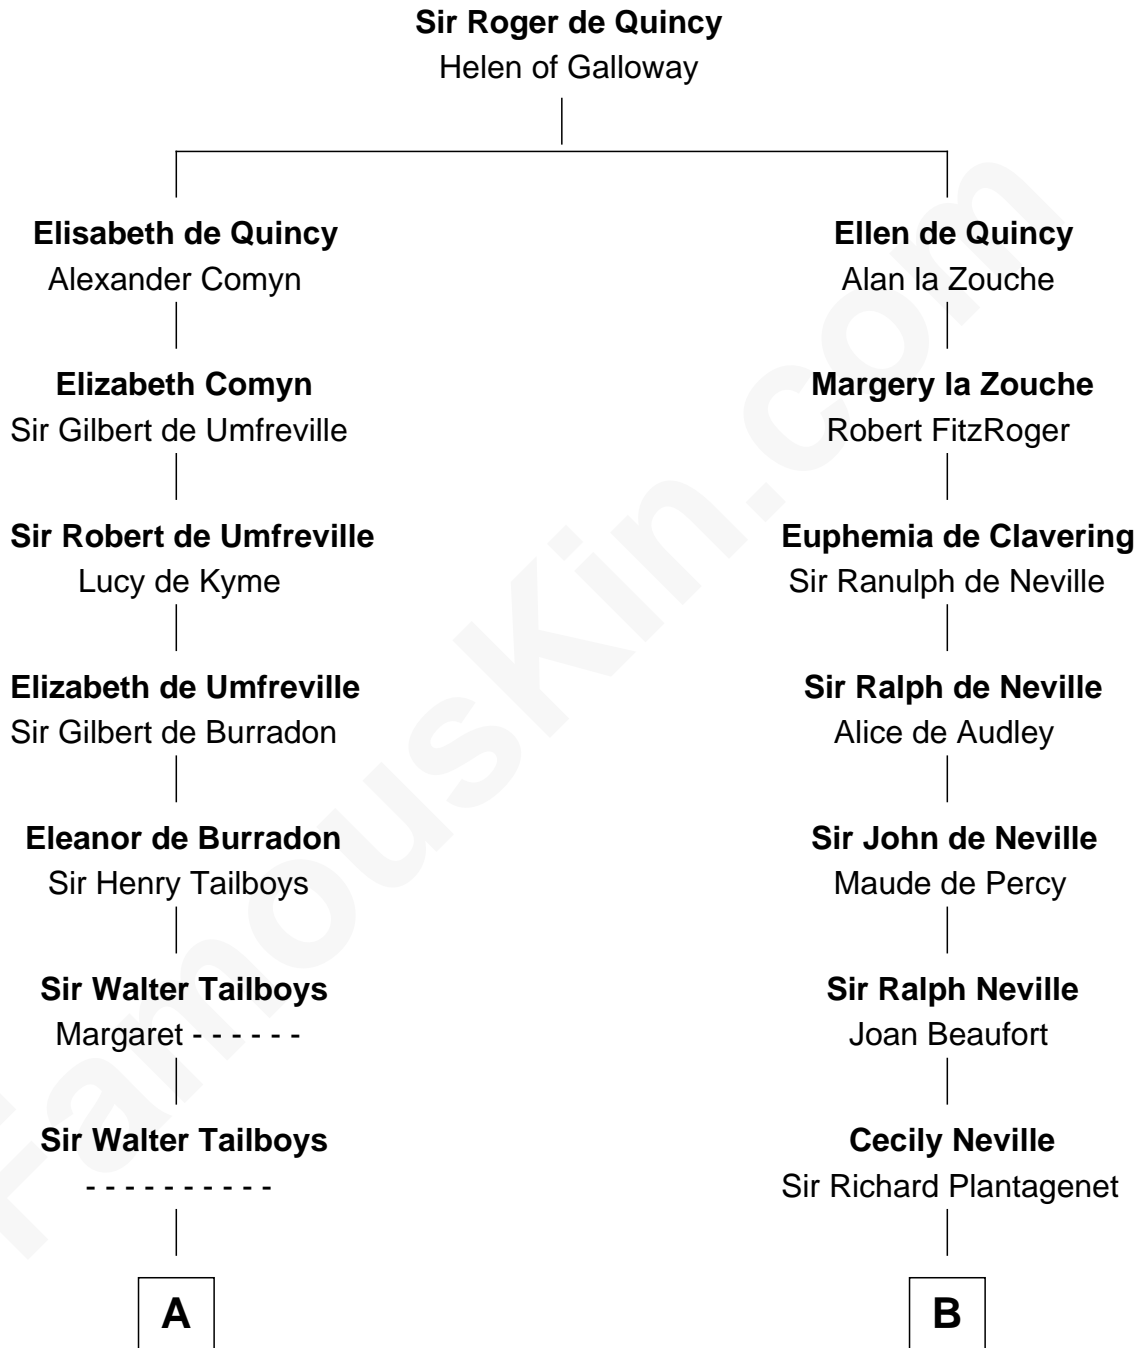 Sir Roger de Quincy
Helen of Galloway
Elisabeth de Quincy
Alexander Comyn
Ellen de Quincy
Alan la Zouche
Elizabeth Comyn
Sir Gilbert de Umfreville
Margery la Zouche
Robert FitzRoger
Sir Robert de Umfreville
Lucy de Kyme
Euphemia de Clavering
Sir Ranulph de Neville
Elizabeth de Umfreville
Sir Gilbert de Burradon
Sir Ralph de Neville
Alice de Audley
Eleanor de Burradon
Sir Henry Tailboys
Sir John de Neville
Maude de Percy
Sir Walter Tailboys
Margaret - - - - - -
Sir Ralph Neville
Joan Beaufort
Sir Walter Tailboys
- - - - - - - - - -
Cecily Neville
Sir Richard Plantagenet
A
B
FamousKin.com